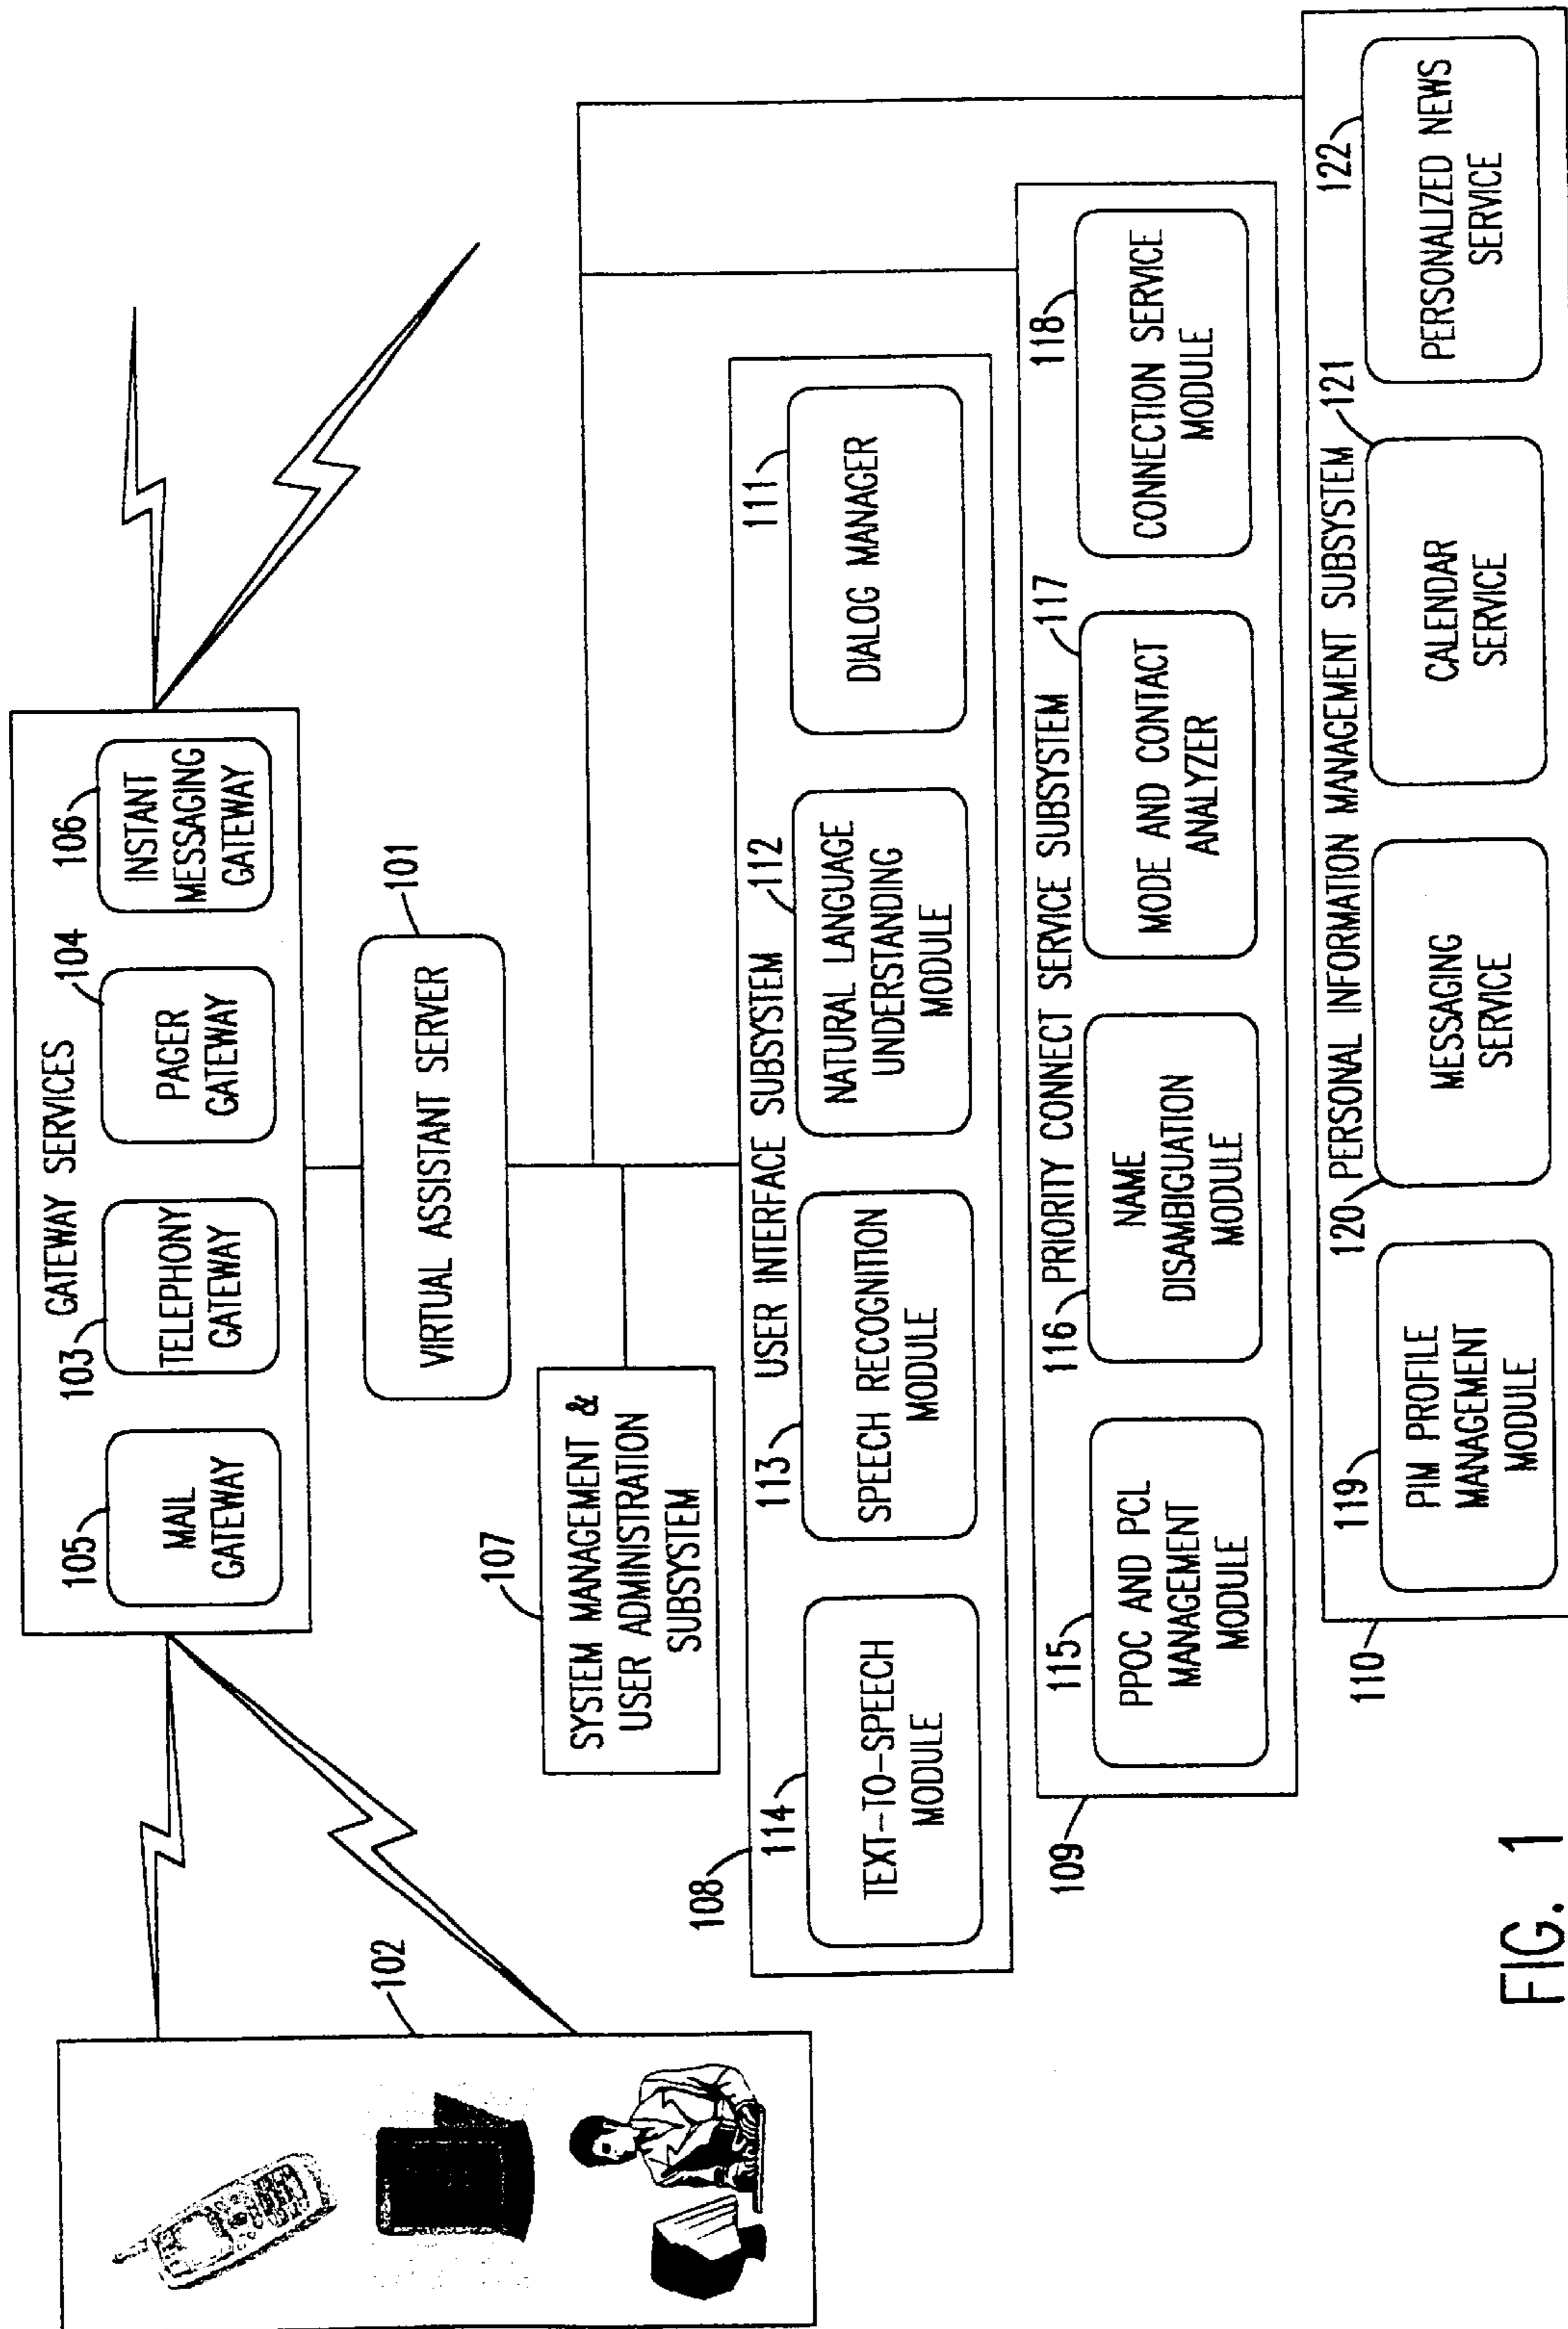 102
GATEWAY SERVICES
105
MAIL
GATEWAY
103
TELEPHONY
GATEWAY
104
PAGER
GATEWAY
106
INSTANT
MESSAGING
GATEWAY
101
VIRTUAL ASSISTANT SERVER
107
SYSTEM MANAGEMENT &
USER ADMINISTRATION
SUBSYSTEM
108
USER INTERFACE SUBSYSTEM
114
TEXT-TO-SPEECH
MODULE
113
SPEECH RECOGNITION
MODULE
112
NATURAL LANGUAGE
UNDERSTANDING
MODULE
111
DIALOG MANAGER
109
PRIORITY CONNECT SERVICE SUBSYSTEM
115
PPOC AND PCL
MANAGEMENT
MODULE
116
NAME
DISAMBIGUATION
MODULE
117
MODE AND CONTACT
ANALYZER
118
CONNECTION SERVICE
MODULE
110
PERSONAL INFORMATION MANAGEMENT SUBSYSTEM
119
PIM PROFILE
MANAGEMENT
MODULE
120
MESSAGING
SERVICE
121
CALENDAR
SERVICE
122
PERSONALIZED NEWS
SERVICE
FIG. 1